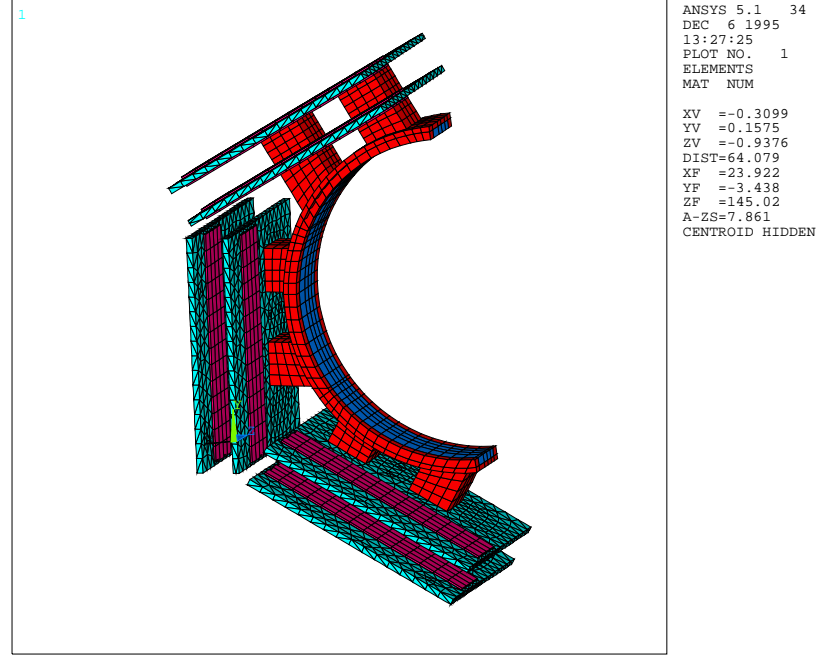 1
ANSYS 5.1   34
DEC  6 1995
13:27:25
PLOT NO.   1
ELEMENTS
MAT  NUM
XV  =-0.3099
YV  =0.1575
ZV  =-0.9376
DIST=64.079
XF  =23.922
YF  =-3.438
ZF  =145.02
A-ZS=7.861
CENTROID HIDDEN